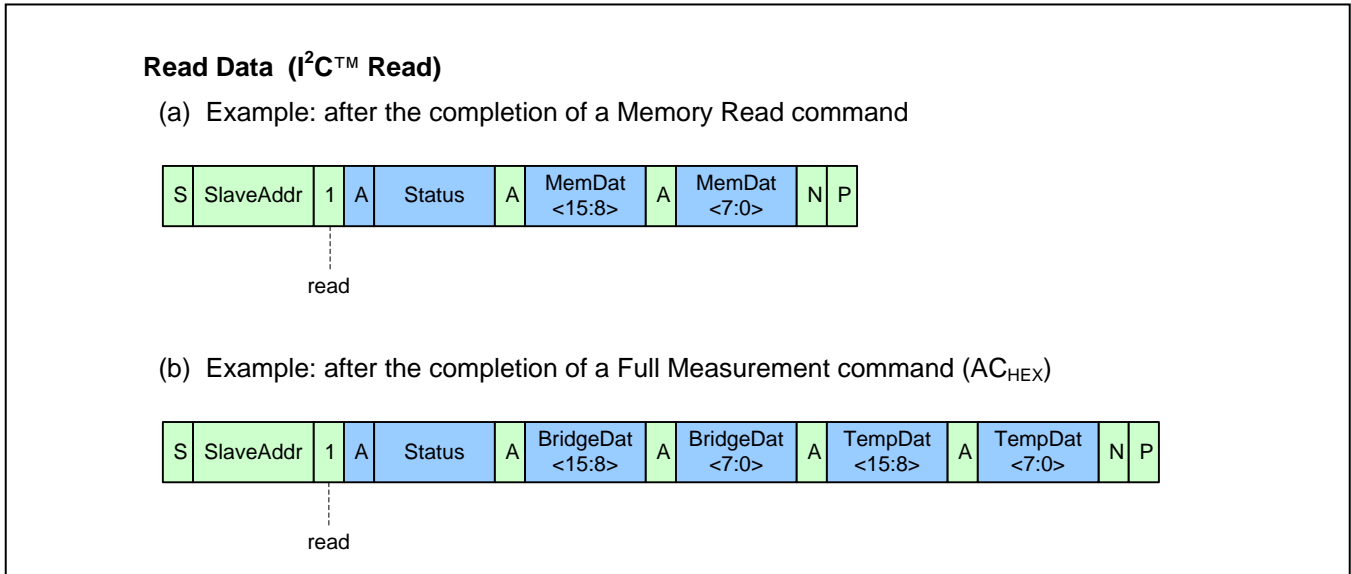 Read Data (I²C™ Read)
(a) Example: after the completion of a Memory Read command
S SlaveAddr 1 A Status A MemDat <15:8> A MemDat <7:0> N P
read
(b) Example: after the completion of a Full Measurement command (AC_HEX)
S SlaveAddr 1 A Status A BridgeDat <15:8> A BridgeDat <7:0> A TempDat <15:8> A TempDat <7:0> N P
read